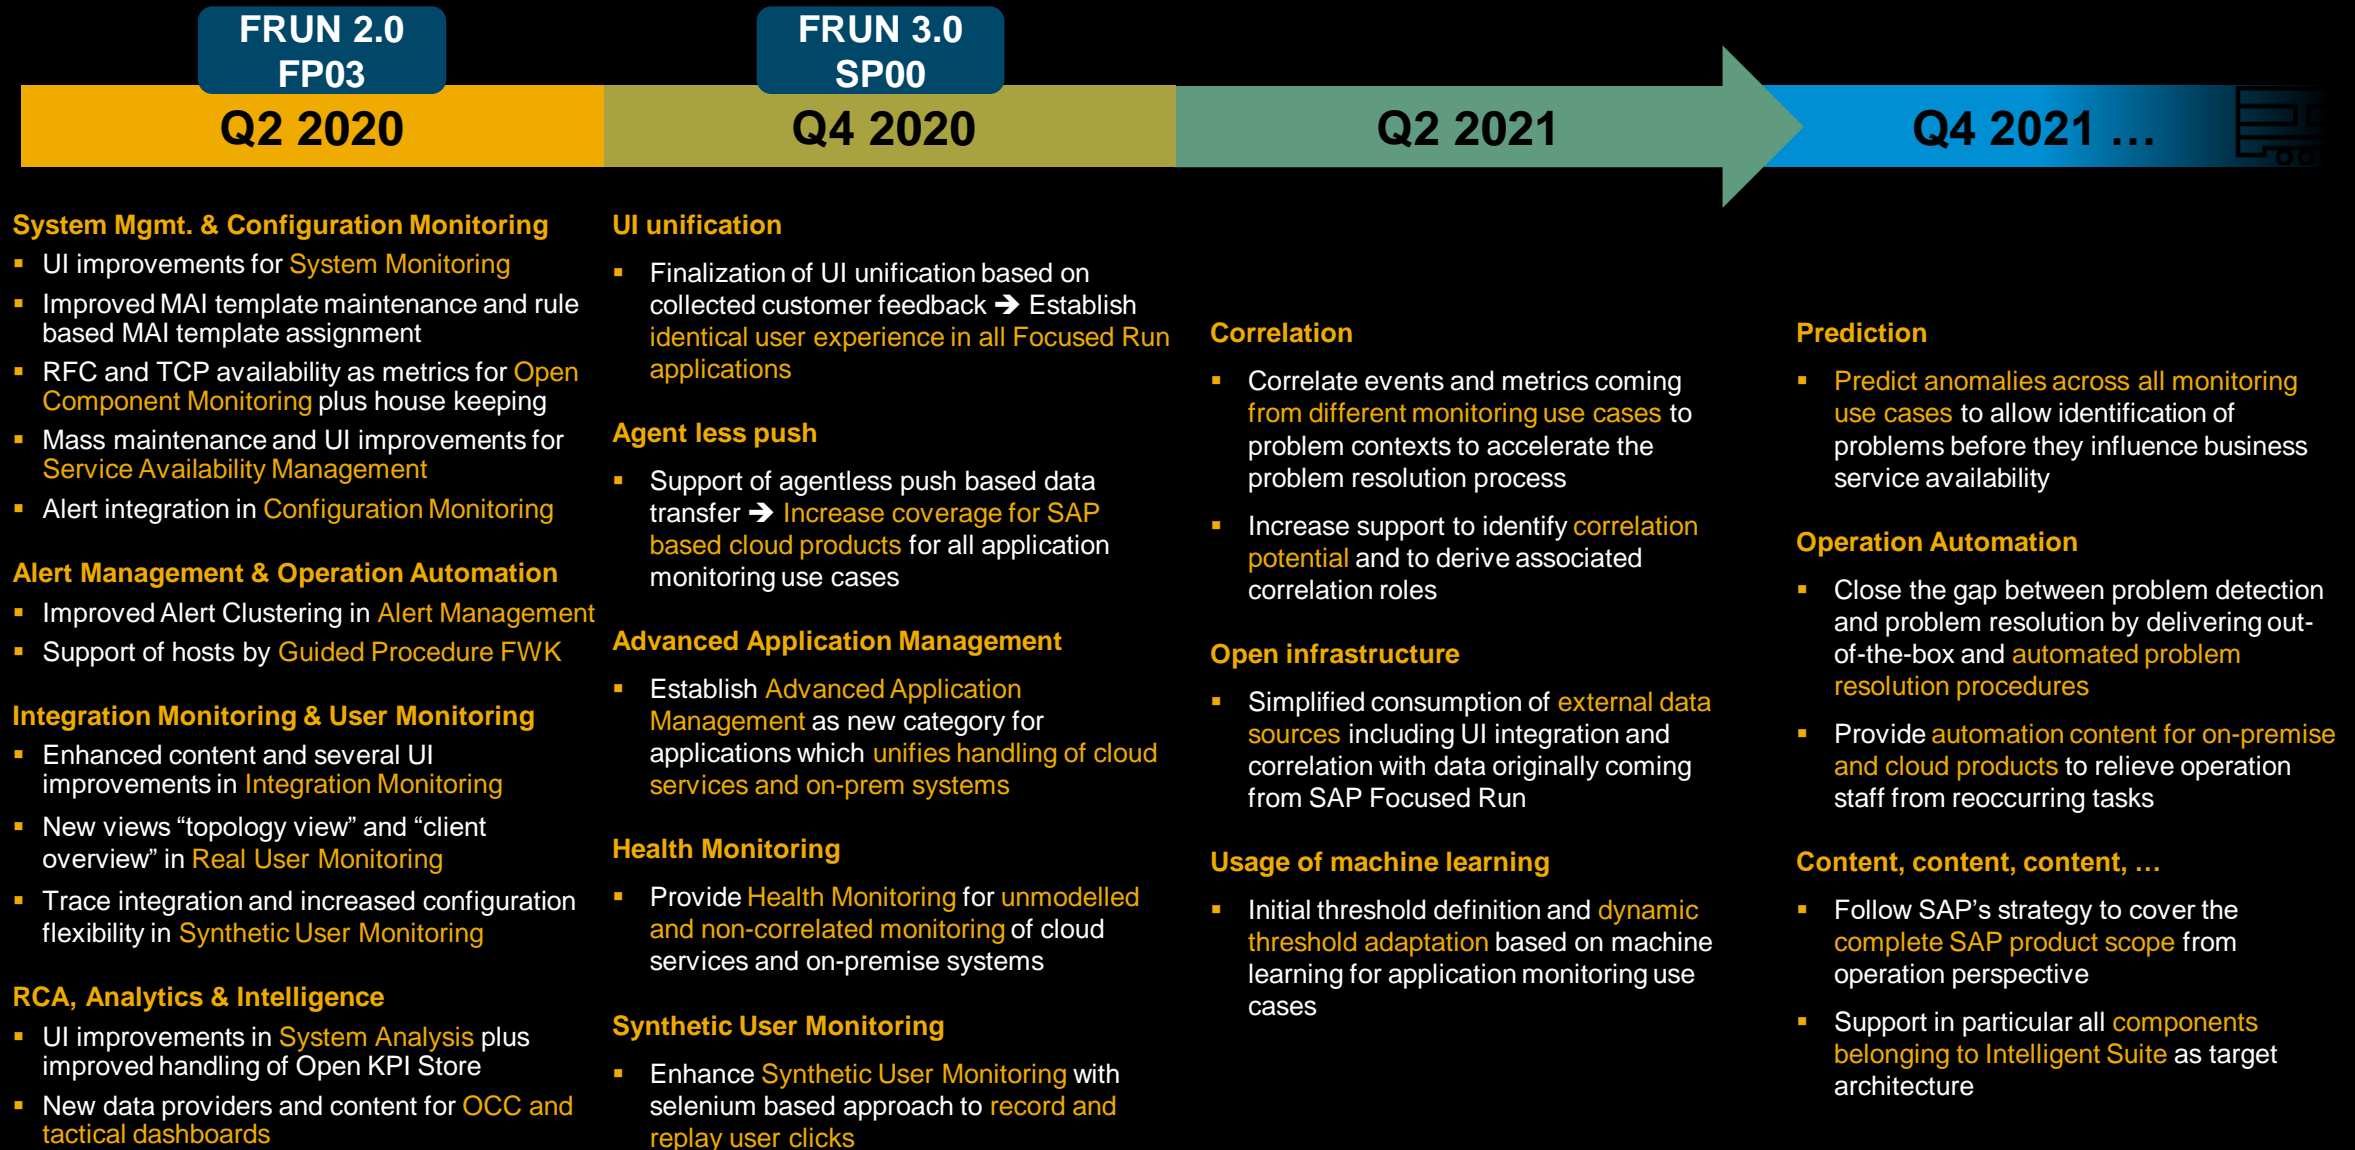 FRUN 2.0
FP03
FRUN 3.0
SP00
Q2 2020
Q4 2020
Q2 2021
Q4 2021 …
System Mgmt. & Configuration Monitoring
▪ UI improvements for System Monitoring
▪ Improved MAI template maintenance and rule
based MAI template assignment
▪ RFC and TCP availability as metrics for Open
Component Monitoring plus house keeping
▪ Mass maintenance and UI improvements for
Service Availability Management
▪ Alert integration in Configuration Monitoring
Alert Management & Operation Automation
▪ Improved Alert Clustering in Alert Management
▪ Support of hosts by Guided Procedure FWK
Integration Monitoring & User Monitoring
▪ Enhanced content and several UI
improvements in Integration Monitoring
▪ New views “topology view” and “client
overview” in Real User Monitoring
▪ Trace integration and increased configuration
flexibility in Synthetic User Monitoring
RCA, Analytics & Intelligence
▪ UI improvements in System Analysis plus
improved handling of Open KPI Store
▪ New data providers and content for OCC and
tactical dashboards
UI unification
▪ Finalization of UI unification based on
collected customer feedback ➔ Establish
identical user experience in all Focused Run
applications
Agent less push
▪ Support of agentless push based data
transfer ➔ Increase coverage for SAP
based cloud products for all application
monitoring use cases
Advanced Application Management
▪ Establish Advanced Application
Management as new category for
applications which unifies handling of cloud
services and on-prem systems
Health Monitoring
▪ Provide Health Monitoring for unmodelled
and non-correlated monitoring of cloud
services and on-premise systems
Synthetic User Monitoring
▪ Enhance Synthetic User Monitoring with
selenium based approach to record and
replay user clicks
Correlation
▪ Correlate events and metrics coming
from different monitoring use cases to
problem contexts to accelerate the
problem resolution process
▪ Increase support to identify correlation
potential and to derive associated
correlation roles
Open infrastructure
▪ Simplified consumption of external data
sources including UI integration and
correlation with data originally coming
from SAP Focused Run
Usage of machine learning
▪ Initial threshold definition and dynamic
threshold adaptation based on machine
learning for application monitoring use
cases
Prediction
▪ Predict anomalies across all monitoring
use cases to allow identification of
problems before they influence business
service availability
Operation Automation
▪ Close the gap between problem detection
and problem resolution by delivering out-
of-the-box and automated problem
resolution procedures
▪ Provide automation content for on-premise
and cloud products to relieve operation
staff from reoccurring tasks
Content, content, content, …
▪ Follow SAP’s strategy to cover the
complete SAP product scope from
operation perspective
▪ Support in particular all components
belonging to Intelligent Suite as target
architecture